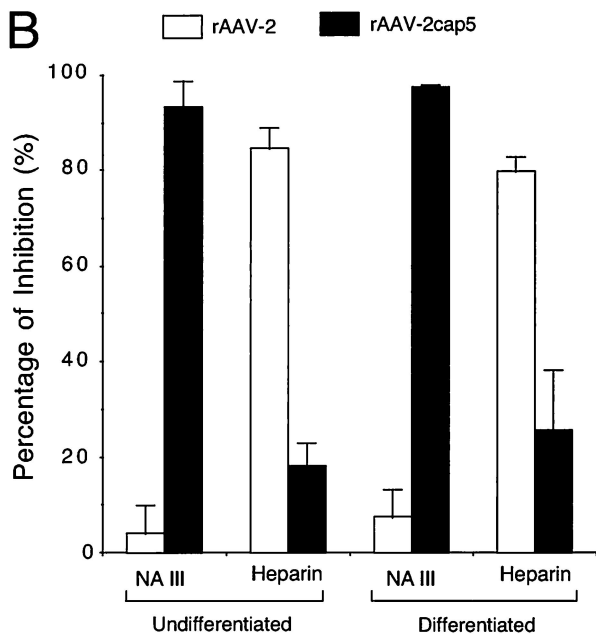 B
rAAV-2 rAAV-2cap5
Percentage of Inhibition (%)
100
80
60
40
20
0
NA III Heparin NA III Heparin
Undifferentiated Differentiated